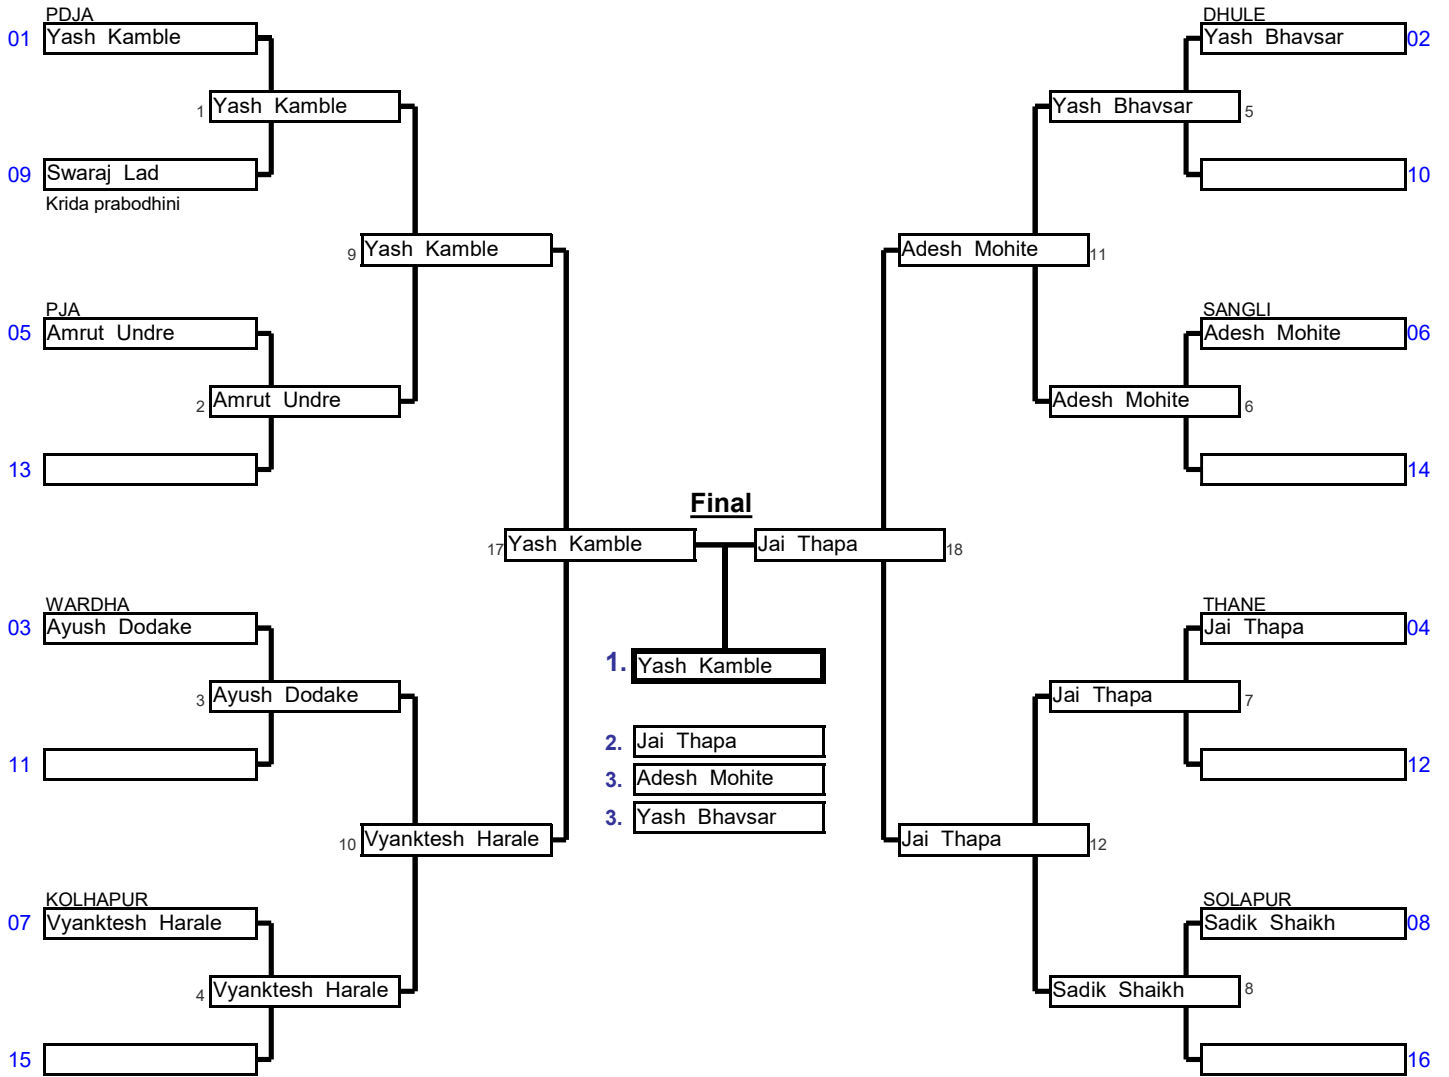 PDJA
01 Yash Kamble
1 Yash Kamble
09 Swaraj Lad
Krida prabodhini
9 Yash Kamble
PJA
05 Amrut Undre
2 Amrut Undre
13
17 Yash Kamble
WARDHA
03 Ayush Dodake
3 Ayush Dodake
11
10 Vyanktesh Harale
KOLHAPUR
07 Vyanktesh Harale
4 Vyanktesh Harale
15
Final
1. Yash Kamble
2. Jai Thapa
3. Adesh Mohite
3. Yash Bhavsar
DHULE
Yash Bhavsar 02
Yash Bhavsar 5
10
Adesh Mohite 11
SANGLI
Adesh Mohite 06
Adesh Mohite 6
14
Jai Thapa 18
THANE
Jai Thapa 04
Jai Thapa 7
12
Jai Thapa 12
SOLAPUR
Sadik Shaikh 08
Sadik Shaikh 8
16